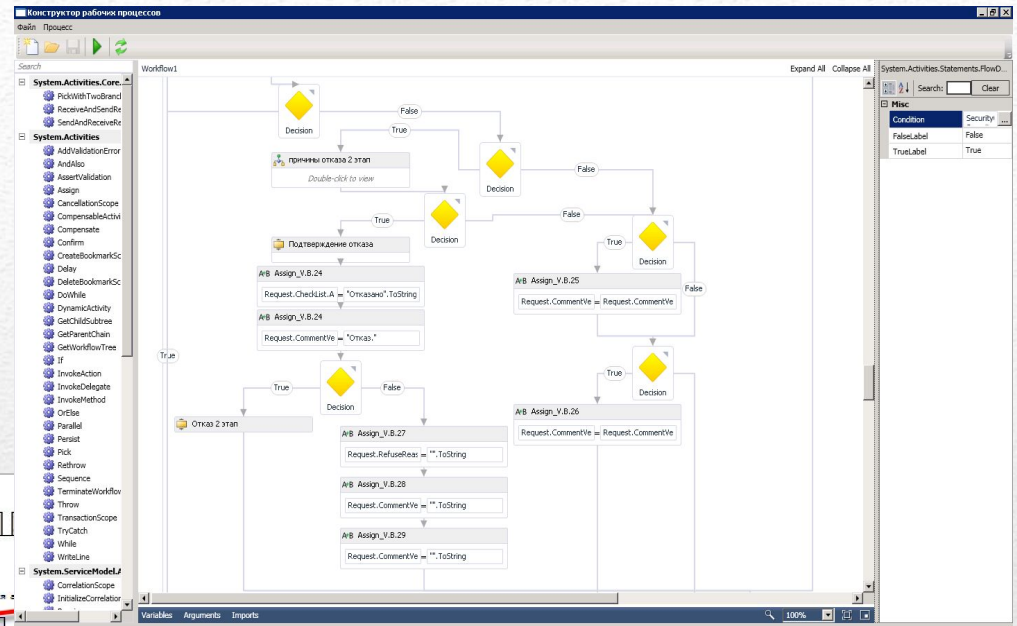 Конструктор рабочих процессов
Файл Процесс
Search
System.Activities.Core.
PickWithTwoBrancl
ReceiveAndSendRe
SendAndReceiveRe
System.Activities
AddValidationError
AndAlso
AssertValidation
Assign
CancellationScope
CompensableActivi
Compensate
Confirm
CreateBookmarkSc
Delay
DeleteBookmarkSc
DoWhile
DynamicActivity
GetChildSubtree
GetParentChain
GetWorkflowTree
If
InvokeAction
InvokeDelegate
InvokeMethod
OrElse
Parallel
Persist
Pick
Rethrow
Sequence
TerminateWorkflov
Throw
TransactionScope
TryCatch
While
WriteLine
System.ServiceModel.A
CorrelationScope
InitializeCorrelation
Workflow1
Expand All Collapse All
Decision
False
True
причины отказа 2 этап
Double-click to view
Decision
False
Decision
False
True
Подтверждение отказа
Decision
True
False
A+B Assign_V.B.24
Request.CheckList.A = "Отказано".ToString
A+B Assign_V.B.24
Request.CommentVe = "Отказ."
A+B Assign_V.B.25
Request.CommentVe = Request.CommentVe
True
Decision
True
False
Decision
True
Отказ 2 этап
A+B Assign_V.B.26
Request.CommentVe = Request.CommentVe
A+B Assign_V.B.27
Request.RefuseReas = "".ToString
A+B Assign_V.B.28
Request.CommentVe = "".ToString
A+B Assign_V.B.29
Request.CommentVe = "".ToString
Variables Arguments Imports
100%
System.Activities.Statements.FlowD...
Search:
Clear
Misc
Condition Security ...
FalseLabel False
TrueLabel True